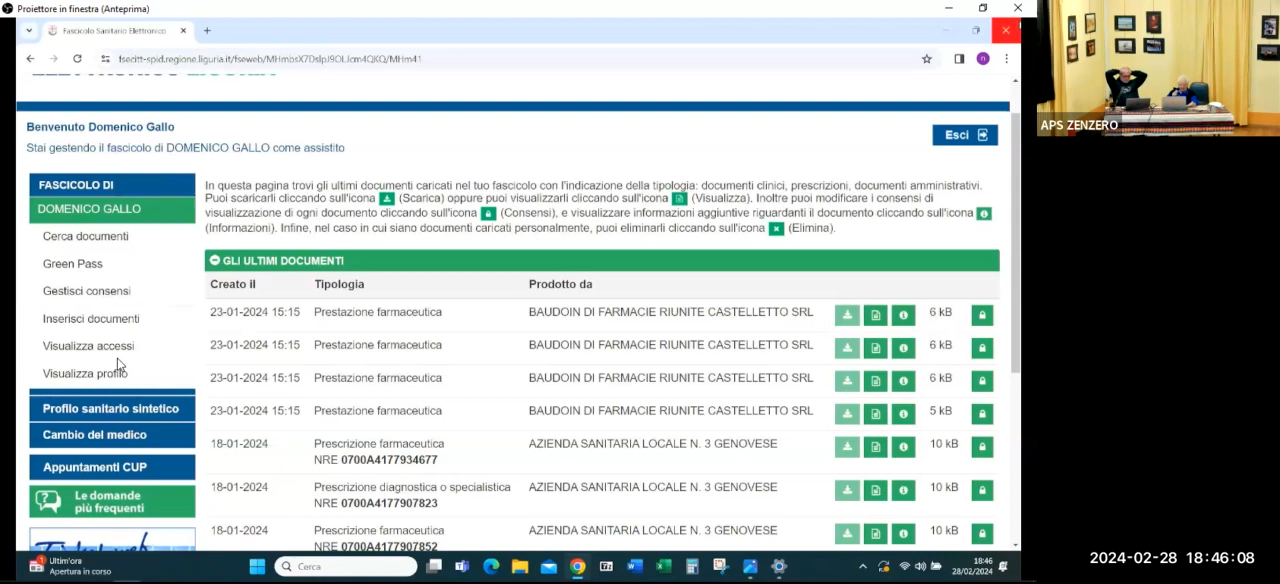 Proiettore in finestra (Anteprima)
Fascicolo Sanitario Elettronico
Benvenuto Domenico Gallo
Stai gestendo il fascicolo di DOMENICO GALLO come assistito
Esci
FASCICOLO DI
DOMENICO GALLO
Cerca documenti
Green Pass
Gestisci consensi
Inserisci documenti
Visualizza accessi
Visualizza profilo
Profilo sanitario sintetico
Cambio del medico
Appuntamenti CUP
Le domande
più frequenti
In questa pagina trovi gli ultimi documenti caricati nel tuo fascicolo con l'indicazione della tipologia: documenti clinici, prescrizioni, documenti amministrativi.
Puoi scaricarli cliccando sull'icona (Scarica) oppure puoi visualizzarli cliccando sull'icona (Visualizza). Inoltre puoi modificare i consensi di
visualizzazione di ogni documento cliccando sull'icona (Consensi), e visualizzare informazioni aggiuntive riguardanti il documento cliccando sull'icona
(Informazioni). Infine, nel caso in cui siano documenti caricati personalmente, puoi eliminarli cliccando sull'icona (Elimina).
GLI ULTIMI DOCUMENTI
Creato il Tipologia Prodotto da
23-01-2024 15:15 Prestazione farmaceutica BAUDOIN DI FARMACIE RIUNITE CASTELLETTO SRL 6 kB
23-01-2024 15:15 Prestazione farmaceutica BAUDOIN DI FARMACIE RIUNITE CASTELLETTO SRL 6 kB
23-01-2024 15:15 Prestazione farmaceutica BAUDOIN DI FARMACIE RIUNITE CASTELLETTO SRL 6 kB
23-01-2024 15:15 Prestazione farmaceutica BAUDOIN DI FARMACIE RIUNITE CASTELLETTO SRL 5 kB
18-01-2024 Prescrizione farmaceutica AZIENDA SANITARIA LOCALE N. 3 GENOVESE 10 kB
NRE 0700A4177934677
18-01-2024 Prescrizione diagnostica o specialistica AZIENDA SANITARIA LOCALE N. 3 GENOVESE 10 kB
NRE 0700A4177907823
18-01-2024 Prescrizione farmaceutica AZIENDA SANITARIA LOCALE N. 3 GENOVESE 10 kB
NRE 0700A4177907852
Ultim'ora
Apertura in corso
Cerca
18:46
28/02/2024
APS ZENZERO
2024-02-28 18:46:08